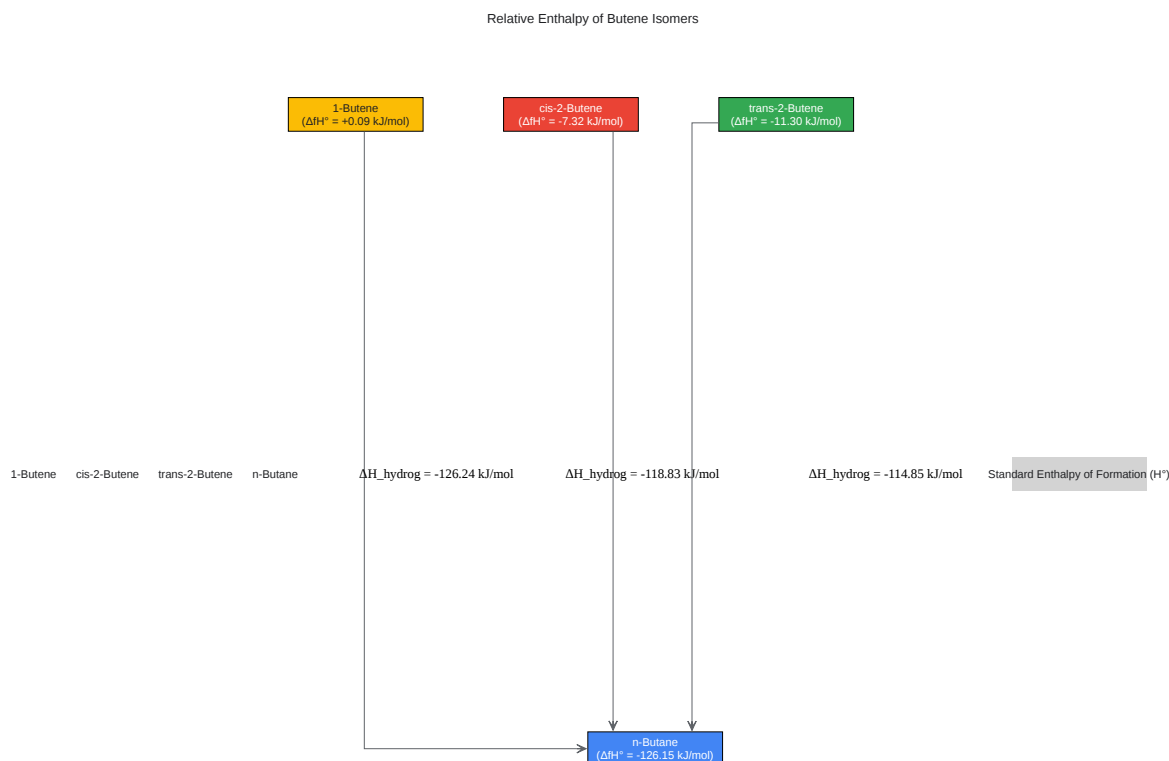 Relative Enthalpy of Butene Isomers
1-Butene
(ΔfH° = +0.09 kJ/mol)
cis-2-Butene
(ΔfH° = -7.32 kJ/mol)
trans-2-Butene
(ΔfH° = -11.30 kJ/mol)
1-Butene
cis-2-Butene
trans-2-Butene
n-Butane
ΔH_hydrog = -126.24 kJ/mol
ΔH_hydrog = -118.83 kJ/mol
ΔH_hydrog = -114.85 kJ/mol
Standard Enthalpy of Formation (H°)
n-Butane
(ΔfH° = -126.15 kJ/mol)